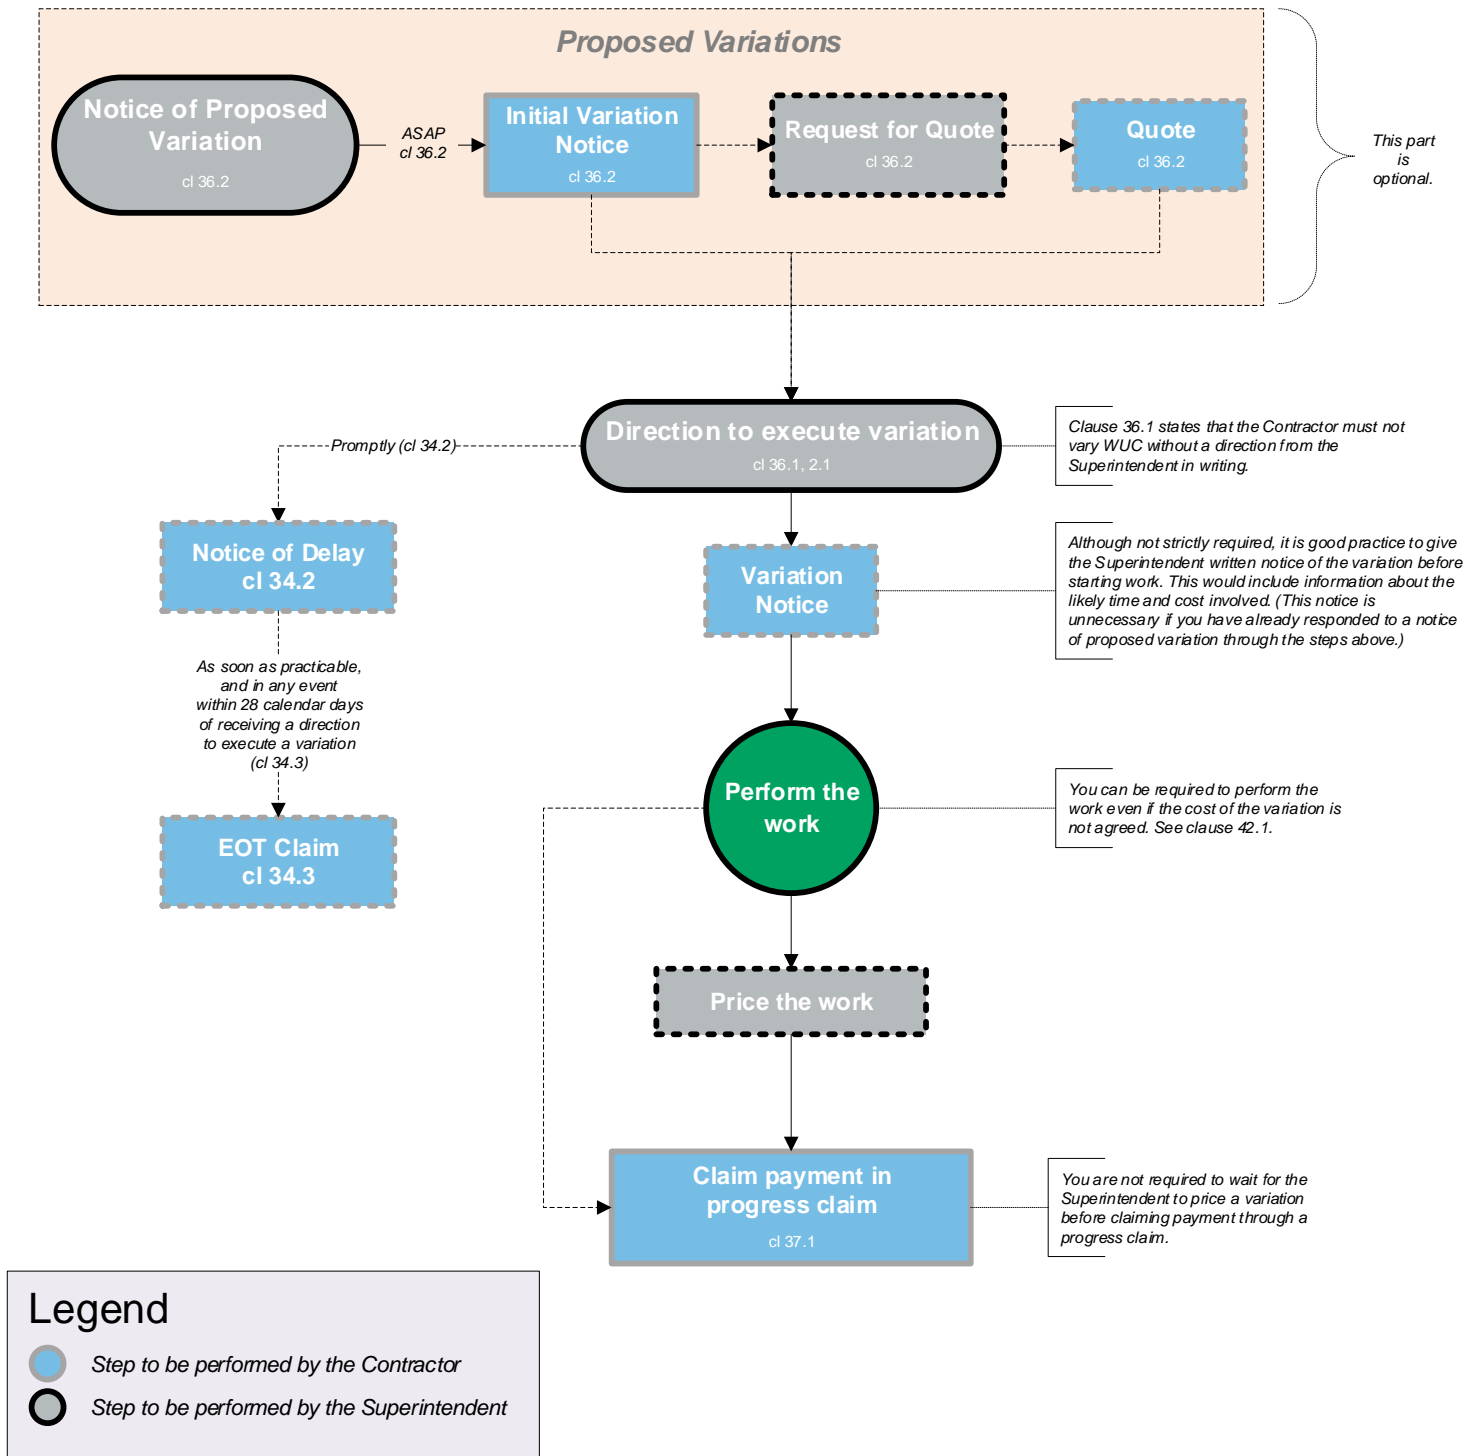 Proposed Variations
Notice of Proposed
Variation
cl 36.2
ASAP
cl 36.2
Initial Variation
Notice
cl 36.2
Request for Quote
cl 36.2
Quote
cl 36.2
This part
is
optional.
Direction to execute variation
cl 36.1, 2.1
Clause 36.1 states that the Contractor must not
vary WUC without a direction from the
Superintendent in writing.
Promptly (cl 34.2)
Notice of Delay
cl 34.2
Variation
Notice
Although not strictly required, it is good practice to give
the Superintendent written notice of the variation before
starting work. This would include information about the
likely time and cost involved. (This notice is
unnecessary if you have already responded to a notice
of proposed variation through the steps above.)
As soon as practicable,
and in any event
within 28 calendar days
of receiving a direction
to execute a variation
(cl 34.3)
EOT Claim
cl 34.3
Perform the
work
You can be required to perform the
work even if the cost of the variation is
not agreed. See clause 42.1.
Price the work
Claim payment in
progress claim
cl 37.1
You are not required to wait for the
Superintendent to price a variation
before claiming payment through a
progress claim.
Legend
Step to be performed by the Contractor
Step to be performed by the Superintendent